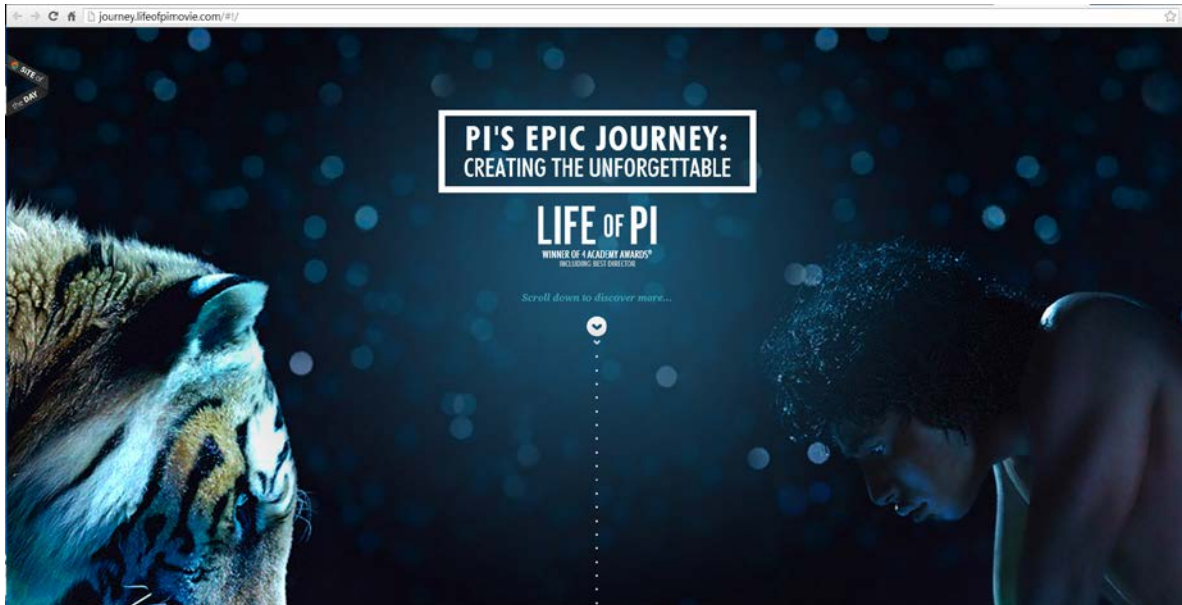 journey.lifeofpimovie.com/#!/
SITE of
the DAY
PI'S EPIC JOURNEY:
CREATING THE UNFORGETTABLE
LIFE OF PI
WINNER OF 4 ACADEMY AWARDS®
INCLUDING BEST DIRECTOR
Scroll down to discover more...